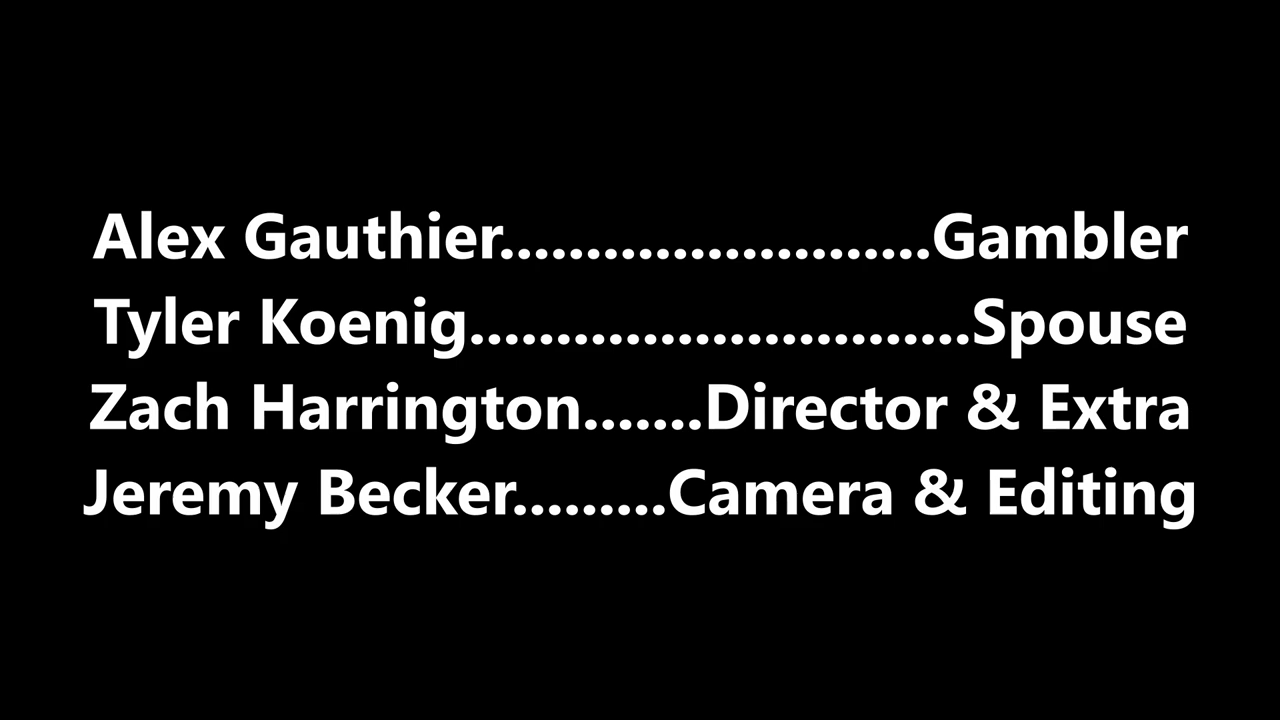 Alex Gauthier.........................Gambler
Tyler Koenig.............................Spouse
Zach Harrington.......Director & Extra
Jeremy Becker.........Camera & Editing